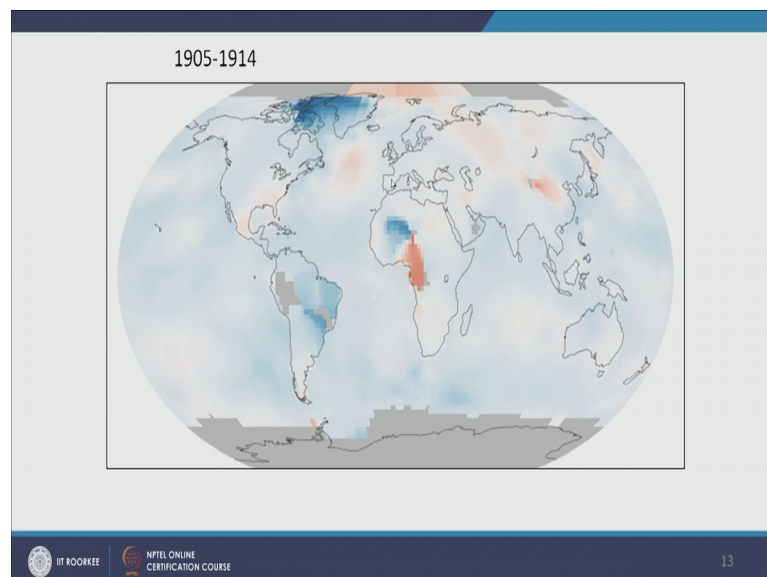 1905-1914
IIT ROORKEE
NPTEL ONLINE
CERTIFICATION COURSE
13